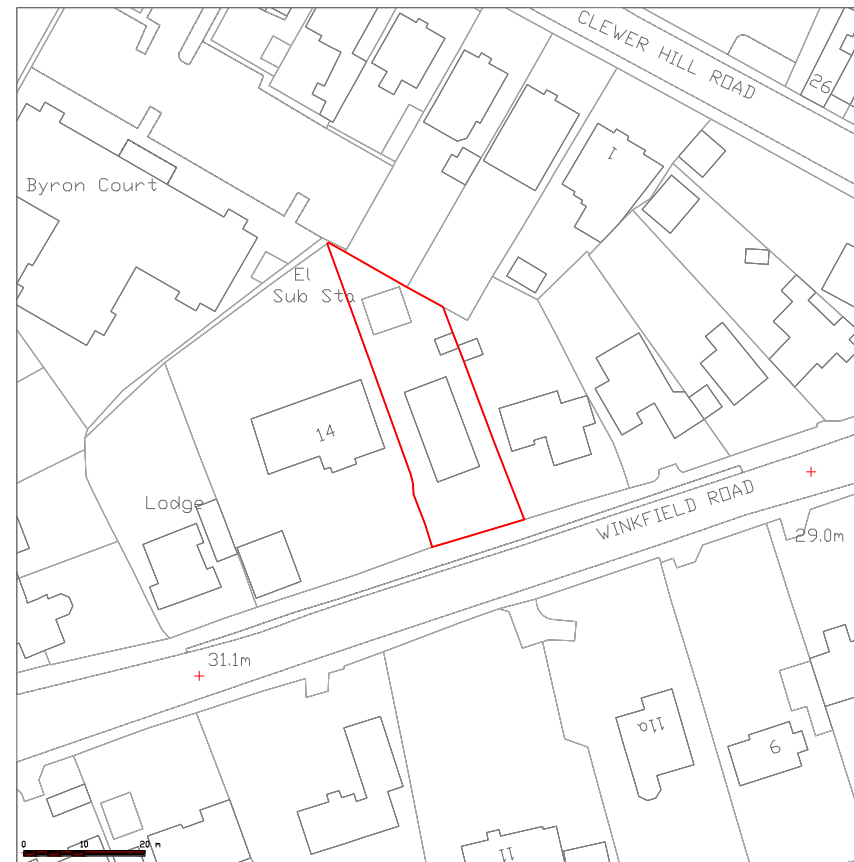 CLEWER HILL ROAD
26
1
Byron Court
El
Sub Sta
14
Lodge
WINKFIELD ROAD
29.0m
31.1m
11a
9
11
0 10 20 m